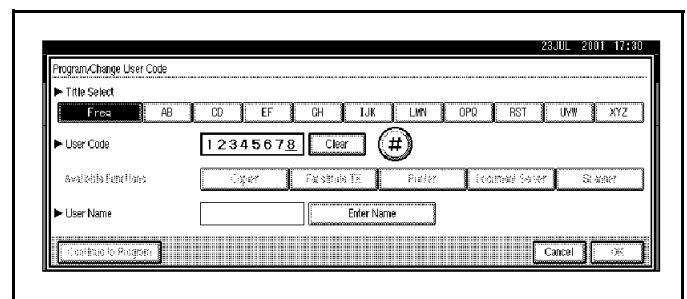 23JUL 2001 17:30
Program/Change User Code
► Title Select
Freq AB CD EF GH IJK LMN OPQ RST UVW XYZ
► User Code 12345678 Clear #
Available Functions Copier Facsimile TX Printer Document Server Scanner
► User Name Enter Name
Continue to Program Cancel OK